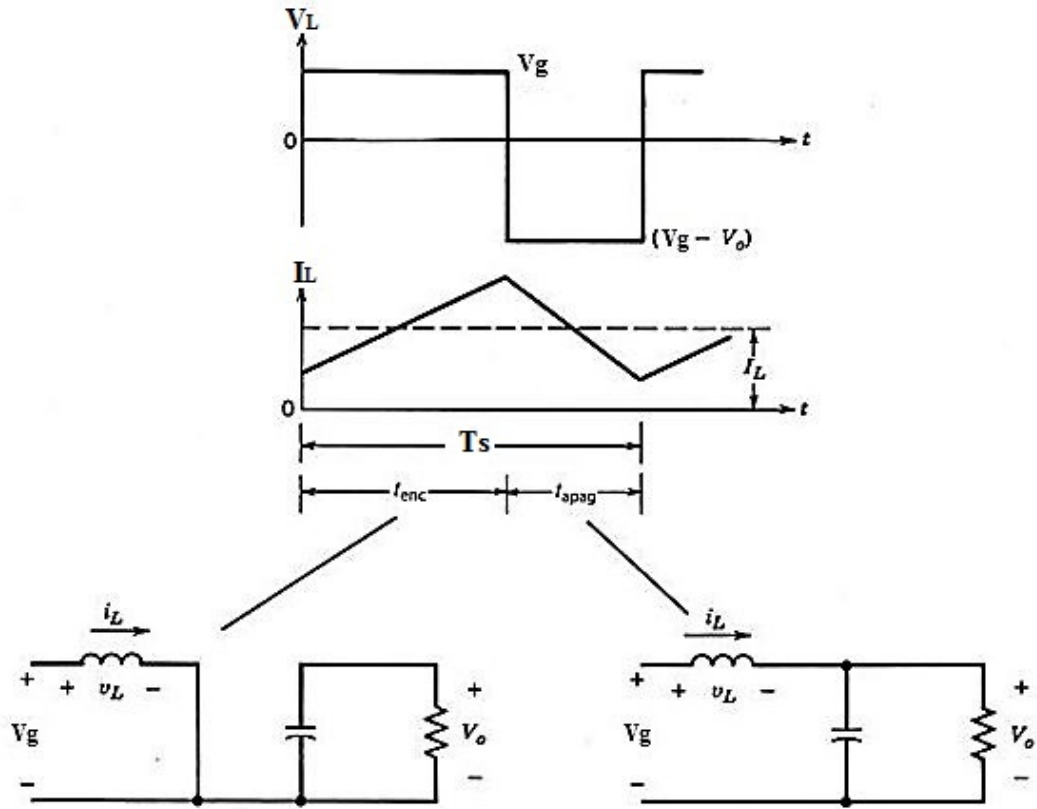 VL
Vg
0
t
(Vg – Vo)
IL
IL
0
t
Ts
tenc
tapag
iL
+ + vL –
Vg
–
+
Vo
–
iL
+ + vL –
Vg
–
+
Vo
–